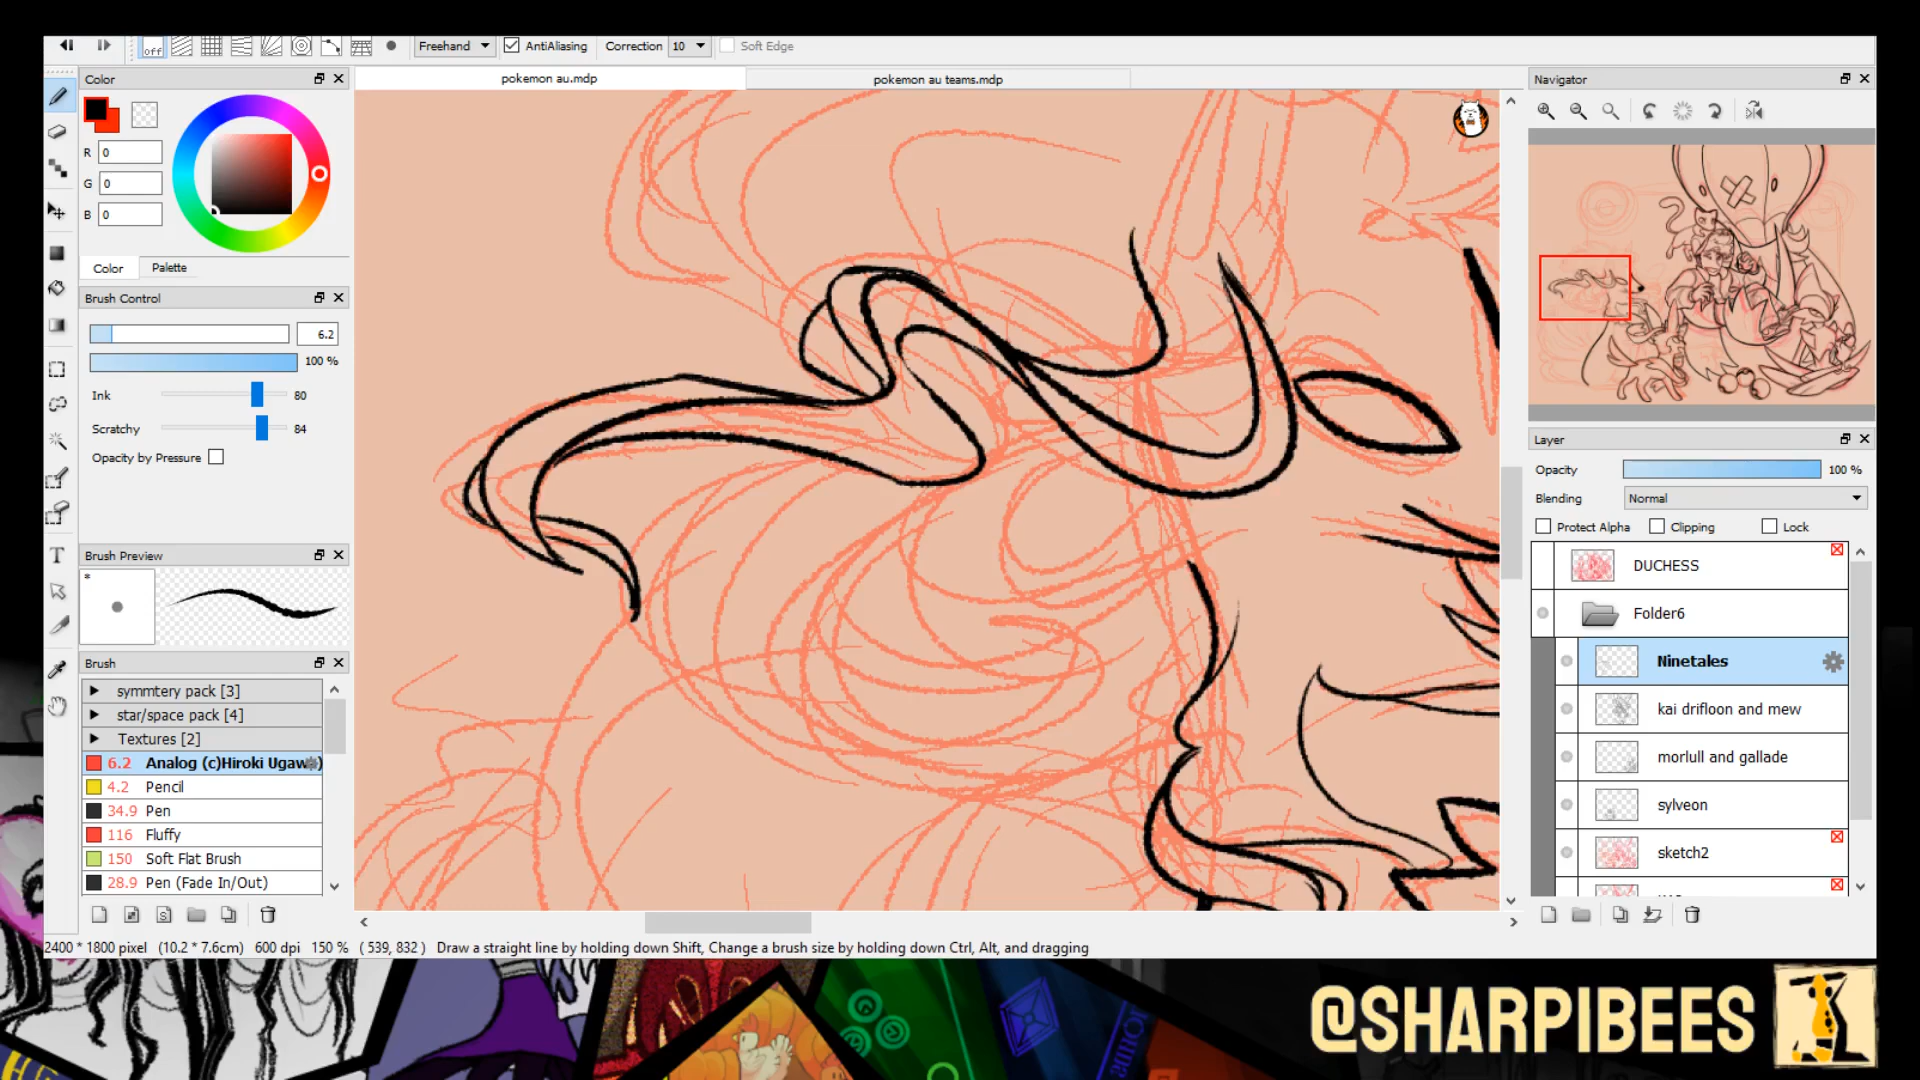 off
Freehand
AntiAliasing
Correction
10
Soft Edge
Color
pokemon au.mdp
pokemon au teams.mdp
Navigator
R
0
G
0
B
0
Color
Palette
Brush Control
6.2
100 %
Ink
80
Scratchy
84
Opacity by Pressure
Layer
Opacity
100 %
Blending
Normal
Protect Alpha
Clipping
Lock
Brush Preview
*
DUCHESS
Folder6
Ninetales
kai drifloon and mew
morlull and gallade
sylveon
sketch2
Brush
symmtery pack [3]
star/space pack [4]
Textures [2]
6.2 Analog (c)Hiroki Ugaw
4.2 Pencil
34.9 Pen
116 Fluffy
150 Soft Flat Brush
28.9 Pen (Fade In/Out)
T
S
2400 * 1800 pixel (10.2 * 7.6cm) 600 dpi 150 % ( 539, 832 ) Draw a straight line by holding down Shift, Change a brush size by holding down Ctrl, Alt, and dragging
@SHARPIBEES